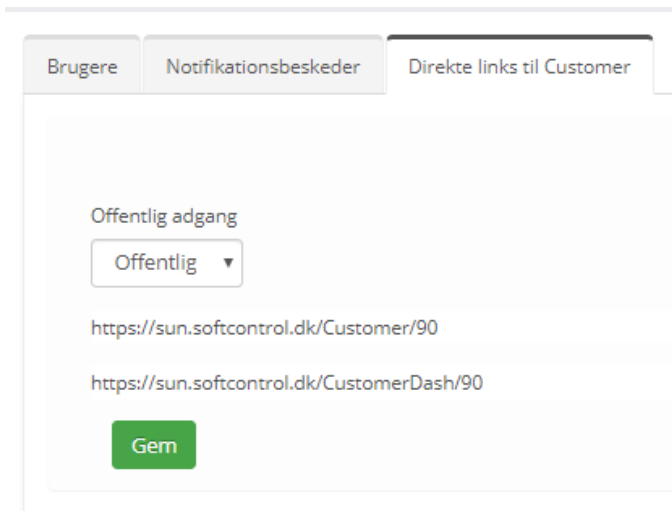 Brugere Notifikationsbeskeder Direkte links til Customer
Offentlig adgang
Offentlig
https://sun.softcontrol.dk/Customer/90
https://sun.softcontrol.dk/CustomerDash/90
Gem